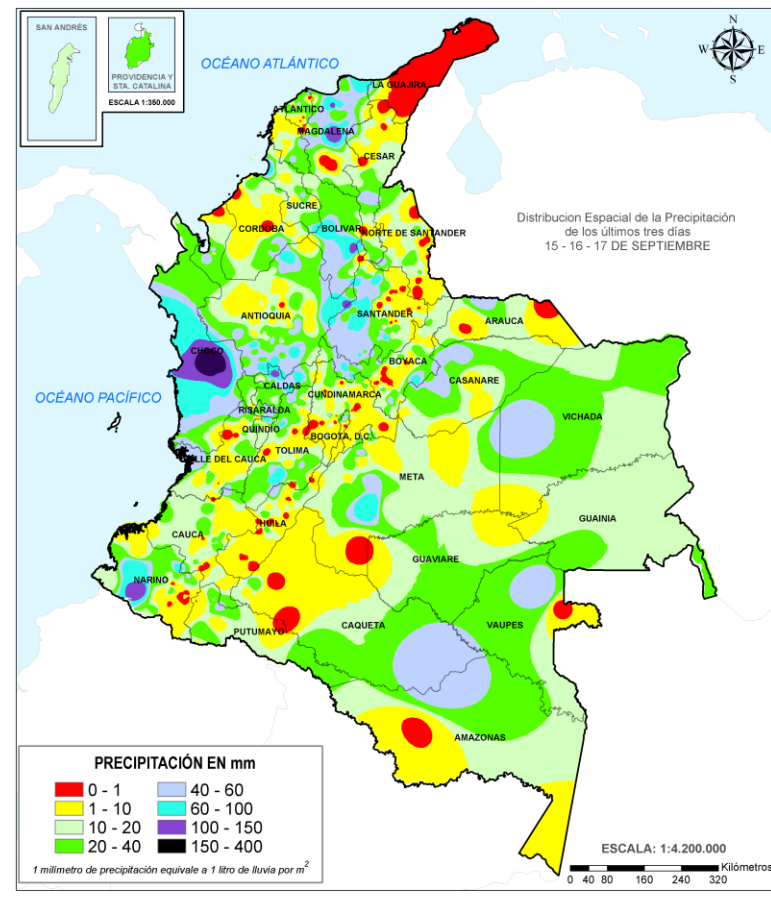 SAN ANDRÉS
PROVIDENCIA Y
STA. CATALINA
ESCALA 1:350.000
OCÉANO ATLÁNTICO
N
W
E
S
LA GUAJIRA
ATLANTICO
MAGDALENA
CESAR
SUCRE
CORDOBA
BOLIVAR
NORTE DE SANTANDER
Distribucion Espacial de la Precipitación
de los últimos tres días
15 - 16 - 17 DE SEPTIEMBRE
ANTIOQUIA
SANTANDER
ARAUCA
CHOCO
BOYACA
CASANARE
CALDAS
CUNDINAMARCA
OCÉANO PACÍFICO
RISARALDA
VICHADA
QUINDIO
BOGOTA, D.C.
TOLIMA
VALLE DEL CAUCA
META
GUAINIA
HUILA
CAUCA
GUAVIARE
NARINO
PUTUMAYO
CAQUETA
VAUPES
AMAZONAS
PRECIPITACIÓN EN mm
0 - 1
40 - 60
1 - 10
60 - 100
10 - 20
100 - 150
20 - 40
150 - 400
1 milímetro de precipitación equivale a 1 litro de lluvia por m2
ESCALA: 1:4.200.000
Kilómetros
0 40 80 160 240 320